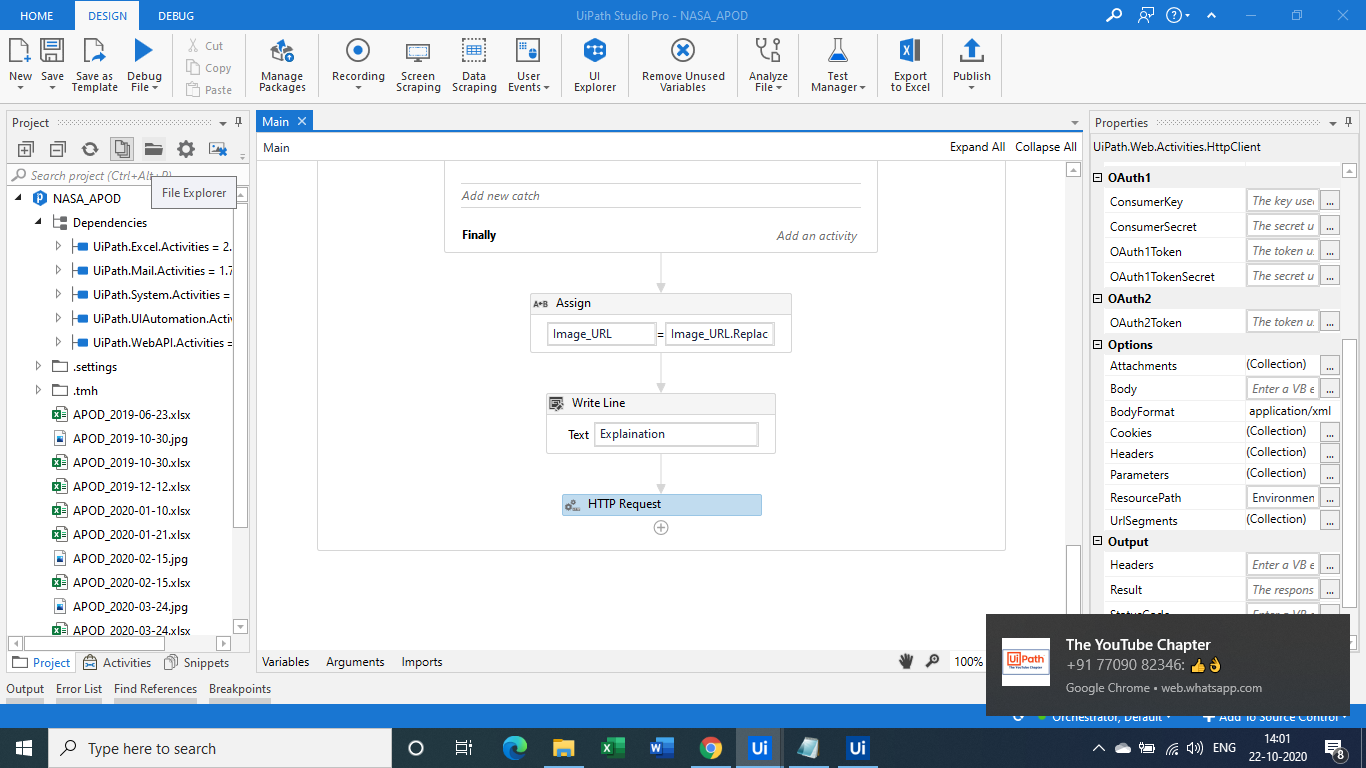 HOME DESIGN DEBUG UiPath Studio Pro - NASA_APOD
New Save Save as Template Debug File Cut Copy Paste Manage Packages Recording Screen Scraping Data Scraping User Events UI Explorer Remove Unused Variables Analyze File Test Manager Export to Excel Publish
Project
Search project (Ctrl+Alt+P)
File Explorer
NASA_APOD
Dependencies
UiPath.Excel.Activities = 2.
UiPath.Mail.Activities = 1.7
UiPath.System.Activities =
UiPath.UIAutomation.Activ
UiPath.WebAPI.Activities =
.settings
.tmh
APOD_2019-06-23.xlsx
APOD_2019-10-30.jpg
APOD_2019-10-30.xlsx
APOD_2019-12-12.xlsx
APOD_2020-01-10.xlsx
APOD_2020-01-21.xlsx
APOD_2020-02-15.jpg
APOD_2020-02-15.xlsx
APOD_2020-03-24.jpg
APOD_2020-03-24.xlsx
Project Activities Snippets
Main
Main Expand All Collapse All
Add new catch
Finally Add an activity
A+B Assign
Image_URL = Image_URL.Replac
Write Line
Text Explaination
HTTP Request
Variables Arguments Imports 100%
Properties
UiPath.Web.Activities.HttpClient
OAuth1
ConsumerKey The key used ...
ConsumerSecret The secret u ...
OAuth1Token The token u ...
OAuth1TokenSecret The secret u ...
OAuth2
OAuth2Token The token u ...
Options
Attachments (Collection) ...
Body Enter a VB e ...
BodyFormat application/xml
Cookies (Collection) ...
Headers (Collection) ...
Parameters (Collection) ...
ResourcePath Environmen ...
UrlSegments (Collection) ...
Output
Headers Enter a VB e ...
Result The respons ...
StatusCode Enter a VB e
UiPath
The YouTube Chapter
The YouTube Chapter
+91 77090 82346: 👍👌
Google Chrome • web.whatsapp.com
Output Error List Find References Breakpoints
Orchestrator, Default Add To Source Control
Type here to search
Ui Ui ENG 14:01
22-10-2020 8